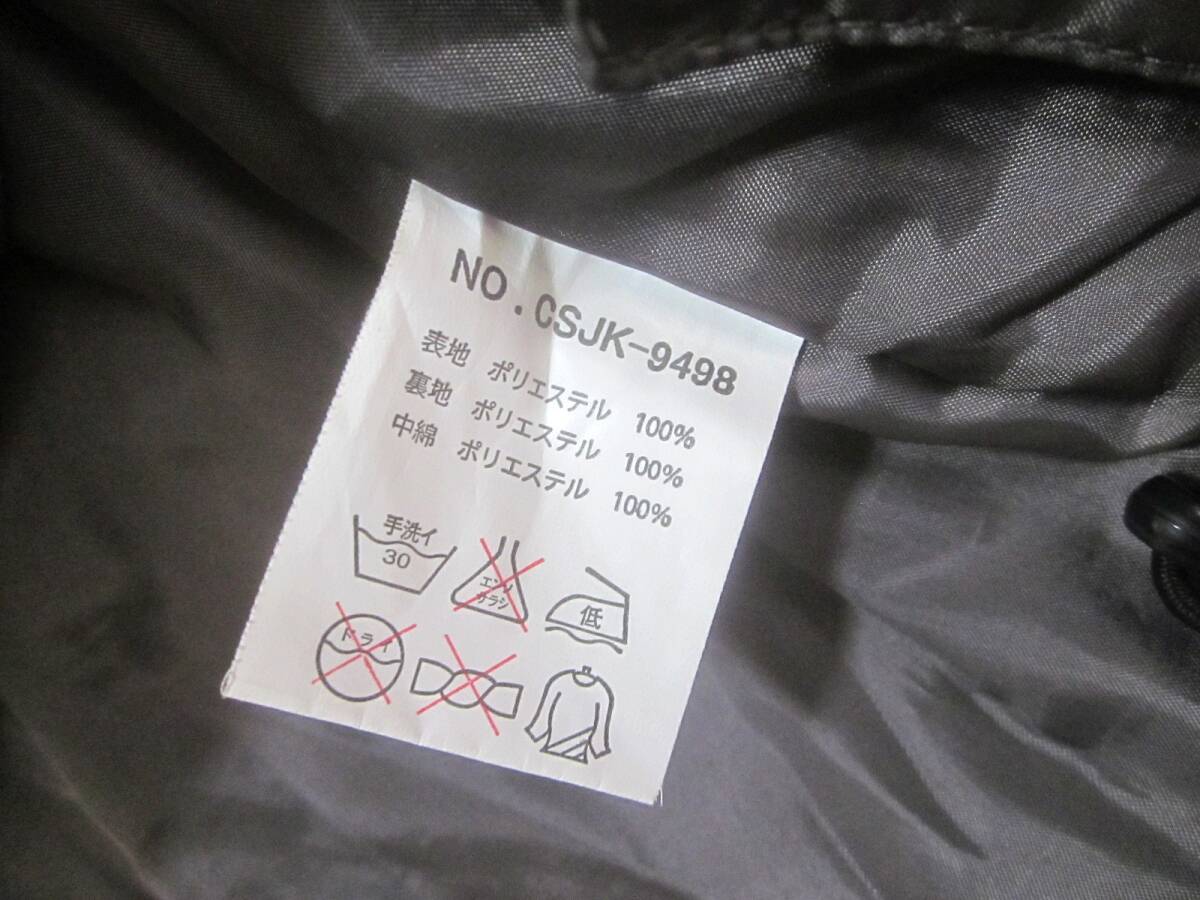 NO.CSJK-9498
表地 ポリエステル 100%
裏地 ポリエステル 100%
中綿 ポリエステル 100%
手洗イ
30
エンソ
サラシ
低
ドライ